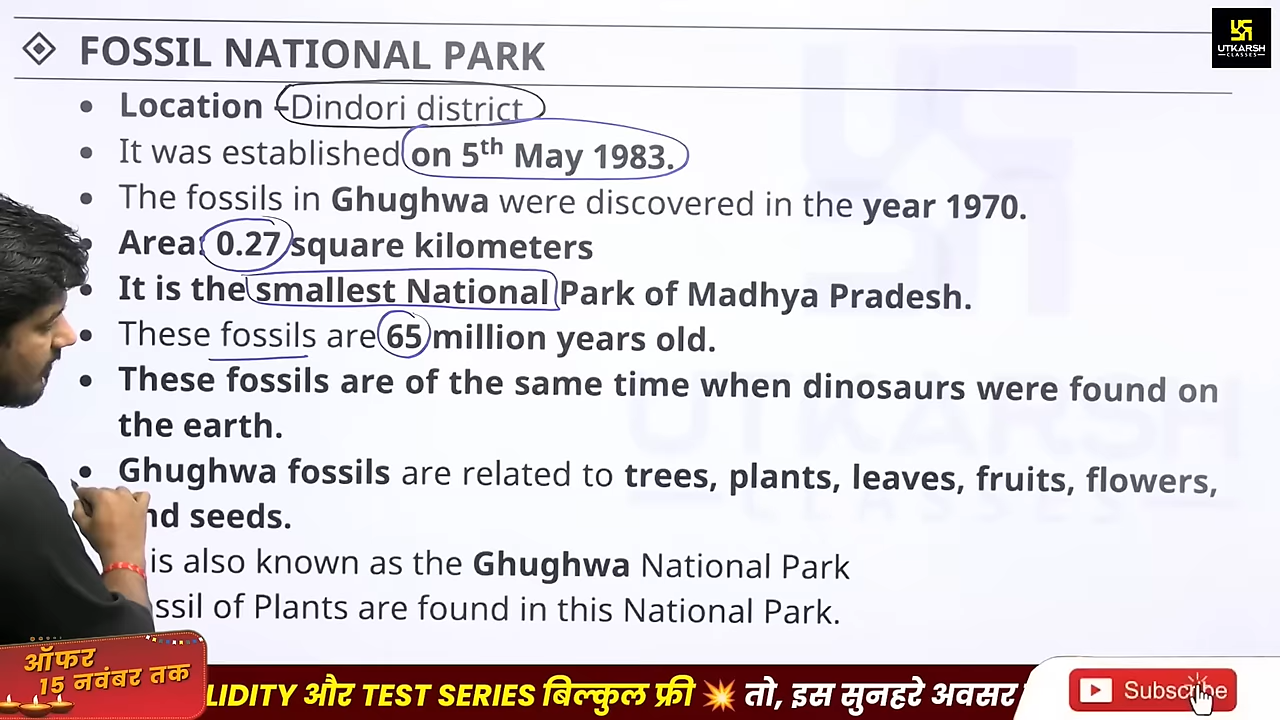 UTKARSH
CLASSES
FOSSIL NATIONAL PARK
• Location -Dindori district
• It was established on 5th May 1983.
• The fossils in Ghughwa were discovered in the year 1970.
• Area: 0.27 square kilometers
• It is the smallest National Park of Madhya Pradesh.
• These fossils are 65 million years old.
• These fossils are of the same time when dinosaurs were found on
the earth.
• Ghughwa fossils are related to trees, plants, leaves, fruits, flowers,
nd seeds.
is also known as the Ghughwa National Park
ssil of Plants are found in this National Park.
UTKARSH
CLASSES
ऑफर
15 नवंबर तक
LIDITY और TEST SERIES बिल्कुल फ्री 💥 तो, इस सुनहरे अवसर
Subscribe